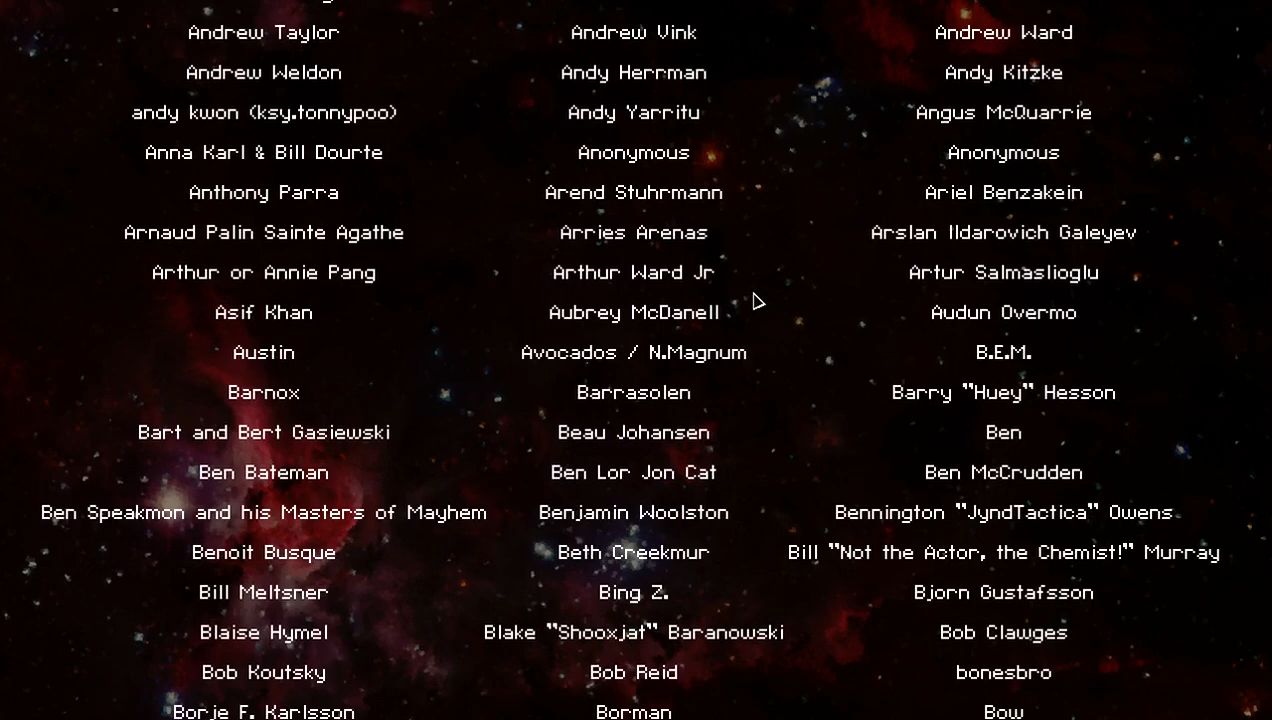 Andrew Taylor Andrew Vink Andrew Ward
Andrew Weldon Andy Herrman Andy Kitzke
andy kwon (ksy.tonnypoo) Andy Yarritu Angus McQuarrie
Anna Karl & Bill Dourte Anonymous Anonymous
Anthony Parra Arend Stuhrmann Ariel Benzakein
Arnaud Palin Sainte Agathe Arries Arenas Arslan Ildarovich Galeyev
Arthur or Annie Pang Arthur Ward Jr Artur Salmaslioglu
Asif Khan Aubrey McDanell Audun Overmo
Austin Avocados / N.Magnum B.E.M.
Barnox Barrasolen Barry "Huey" Hesson
Bart and Bert Gasiewski Beau Johansen Ben
Ben Bateman Ben Lor Jon Cat Ben McCrudden
Ben Speakmon and his Masters of Mayhem Benjamin Woolston Bennington "JyndTactica" Owens
Benoit Busque Beth Creekmur Bill "Not the Actor, the Chemist!" Murray
Bill Meltsner Bing Z. Bjorn Gustafsson
Blaise Hymel Blake "Shooxjat" Baranowski Bob Clawges
Bob Koutsky Bob Reid bonesbro
Borje F. Karlsson Borman Bow